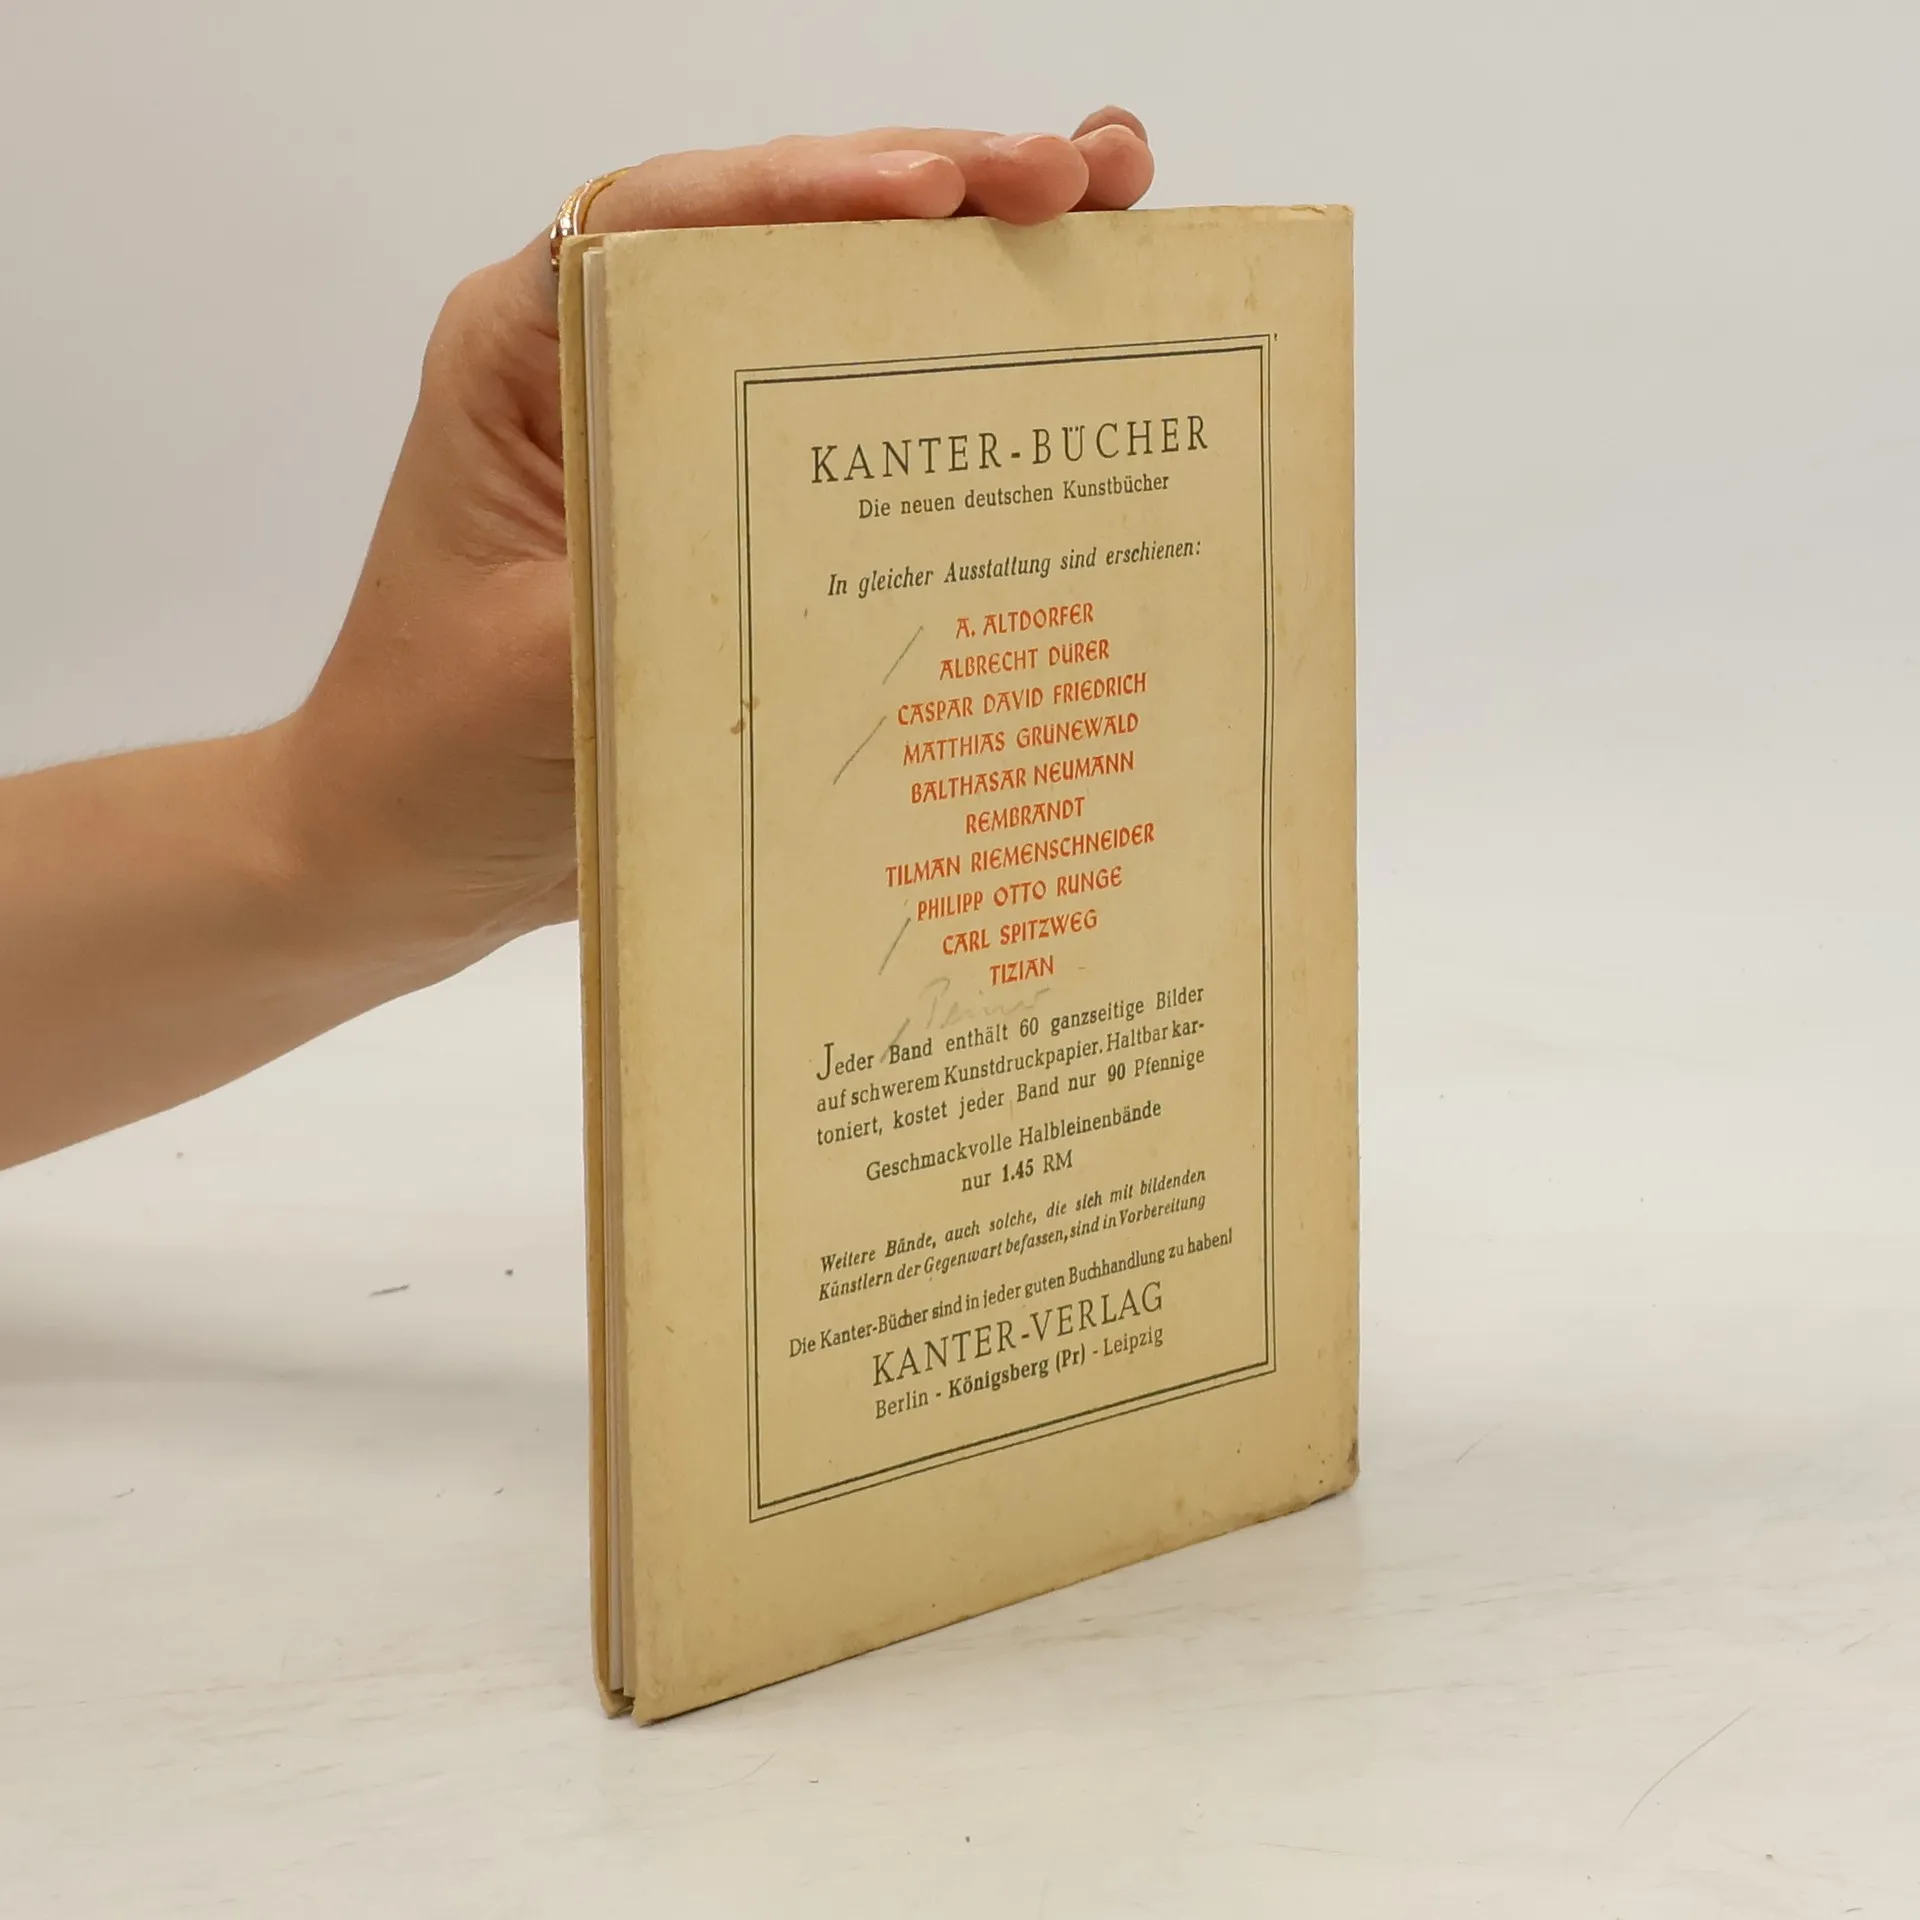 KANTER-BÜCHER
Die neuen deutschen Kunstbücher
In gleicher Ausstattung sind erschienen:
A. ALTDORFER
ALBRECHT DÜRER
CASPAR DAVID FRIEDRICH
MATTHIAS GRÜNEWALD
BALTHASAR NEUMANN
REMBRANDT
TILMAN RIEMENSCHNEIDER
PHILIPP OTTO RUNGE
CARL SPITZWEG
TIZIAN
Jeder Band enthält 60 ganzseitige Bilder
auf schwerem Kunstdruckpapier. Haltbar kar-
toniert, kostet jeder Band nur 90 Pfennige
Geschmackvolle Halbleinenbände
nur 1.45 RM
Weitere Bände, auch solche, die sich mit bildenden
Künstlern der Gegenwart befassen, sind in Vorbereitung
Die Kanter-Bücher sind in jeder guten Buchhandlung zu haben!
KANTER-VERLAG
Berlin - Königsberg (Pr) - Leipzig